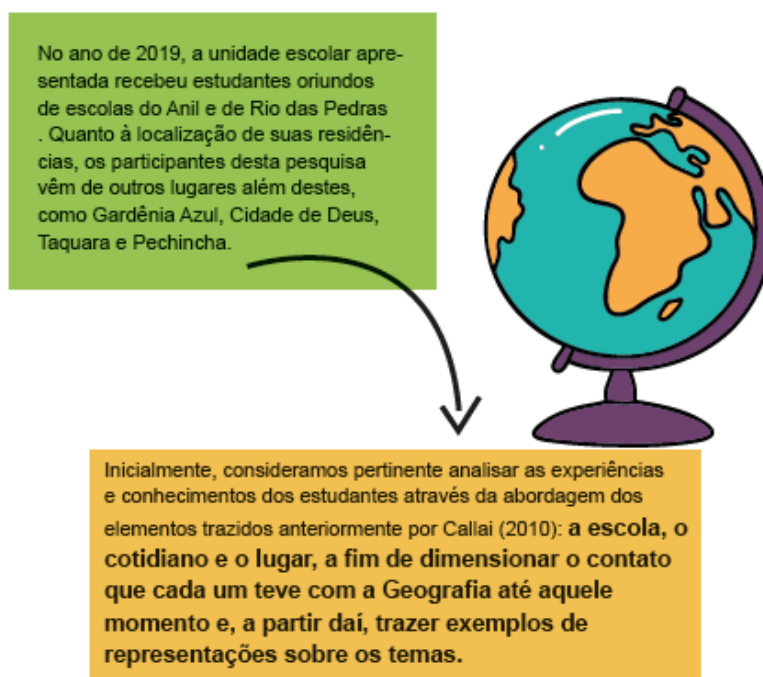 No ano de 2019, a unidade escolar apre-
sentada recebeu estudantes oriundos
de escolas do Anil e de Rio das Pedras
. Quanto à localização de suas residên-
cias, os participantes desta pesquisa
vêm de outros lugares além destes,
como Gardênia Azul, Cidade de Deus,
Taquara e Pechincha.
Inicialmente, consideramos pertinente analisar as experiências
e conhecimentos dos estudantes através da abordagem dos
elementos trazidos anteriormente por Callai (2010): a escola, o
cotidiano e o lugar, a fim de dimensionar o contato
que cada um teve com a Geografia até aquele
momento e, a partir daí, trazer exemplos de
representações sobre os temas.